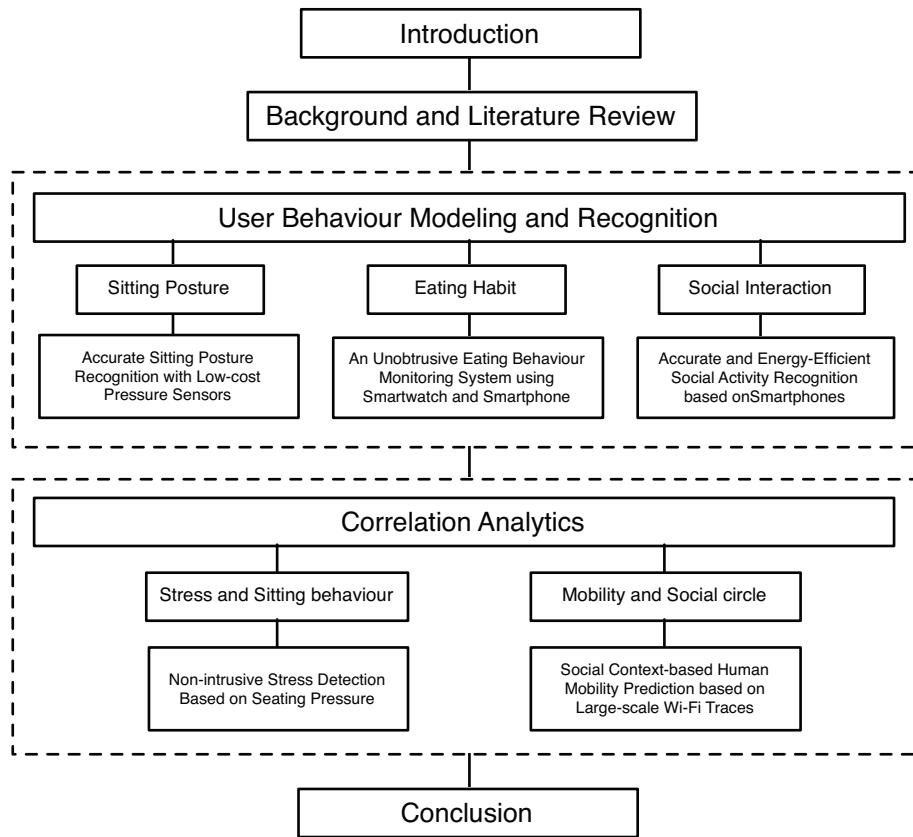 Introduction
Background and Literature Review
User Behaviour Modeling and Recognition
Sitting Posture
Eating Habit
Social Interaction
Accurate Sitting Posture
Recognition with Low-cost
Pressure Sensors
An Unobtrusive Eating Behaviour
Monitoring System using
Smartwatch and Smartphone
Accurate and Energy-Efficient
Social Activity Recognition
based onSmartphones
Correlation Analytics
Stress and Sitting behaviour
Mobility and Social circle
Non-intrusive Stress Detection
Based on Seating Pressure
Social Context-based Human
Mobility Prediction based on
Large-scale Wi-Fi Traces
Conclusion